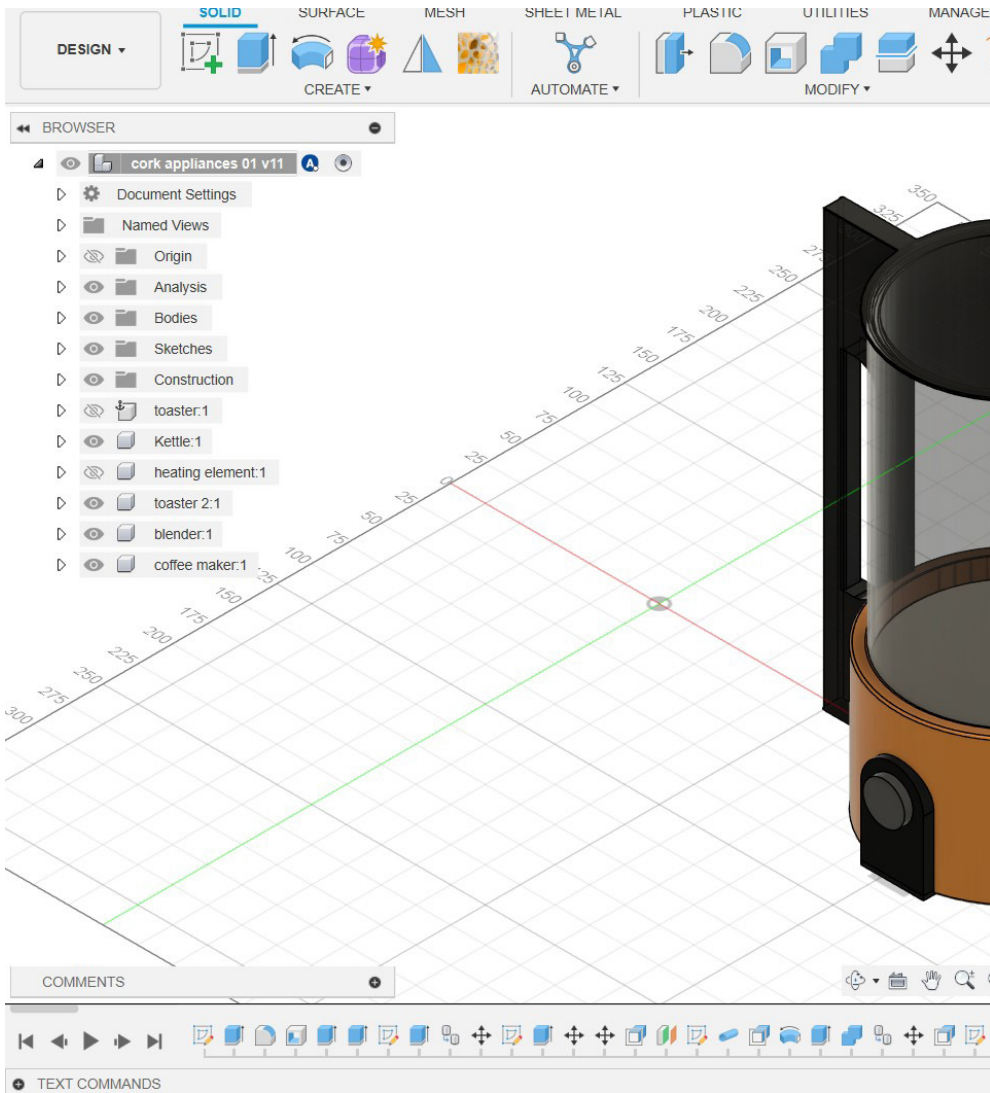 SOLID SURFACE MESH SHEET METAL PLASTIC UTILITIES MANAGE
DESIGN
CREATE AUTOMATE MODIFY
BROWSER
cork appliances 01 v11 A
Document Settings
Named Views
Origin
Analysis
Bodies
Sketches
Construction
toaster:1
Kettle:1
heating element:1
toaster 2:1
blender:1
coffee maker:1
350
325
275
250
225
200
175
150
125
100
75
50
25
0
25
50
75
100
125
150
175
200
225
250
275
300
COMMENTS
TEXT COMMANDS